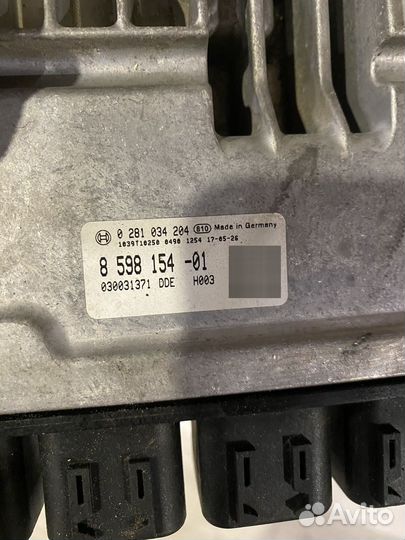 0 281 034 204 810 Made in Germany
1039T10250 0490 1254 17-05-26
8 598 154 -01
030031371 DDE H003
Avito